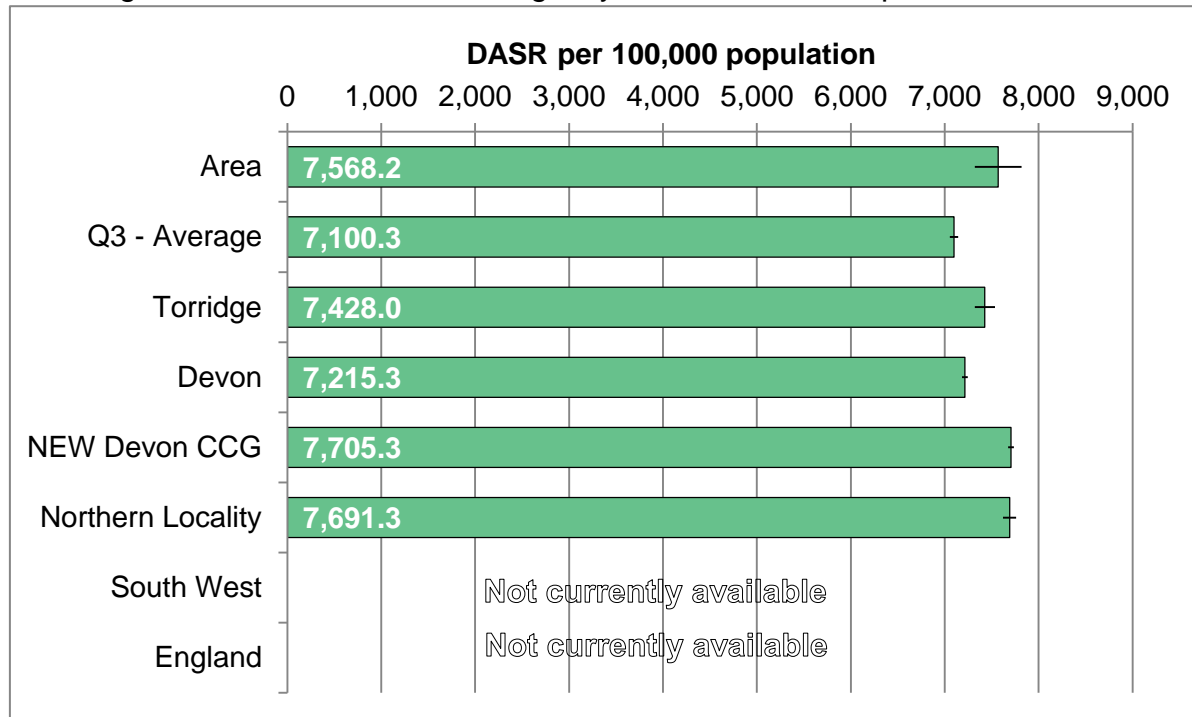 DASR per 100,000 population
0 1,000 2,000 3,000 4,000 5,000 6,000 7,000 8,000 9,000
Area 7,568.2
Q3 - Average 7,100.3
Torridge 7,428.0
Devon 7,215.3
NEW Devon CCG 7,705.3
Northern Locality 7,691.3
South West Not currently available
England Not currently available